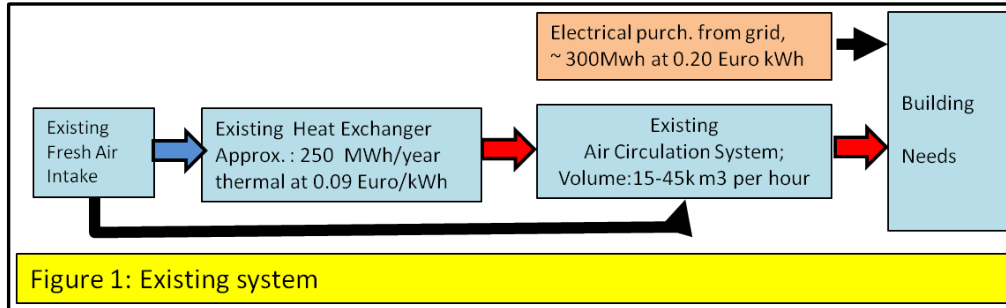 Electrical purch. from grid,
~ 300Mwh at 0.20 Euro kWh
Existing
Fresh Air
Intake
Existing Heat Exchanger
Approx. : 250 MWh/year
thermal at 0.09 Euro/kWh
Existing
Air Circulation System;
Volume:15-45k m3 per hour
Building
Needs
Figure 1: Existing system